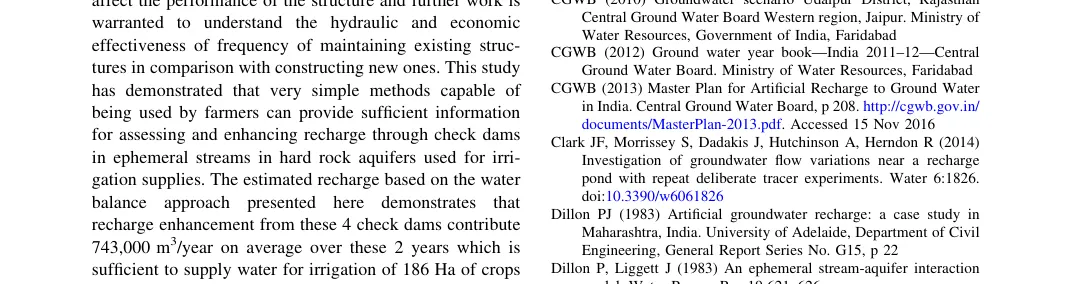 affect the performance of the structure and further work is
warranted to understand the hydraulic and economic
effectiveness of frequency of maintaining existing struc-
tures in comparison with constructing new ones. This study
has demonstrated that very simple methods capable of
being used by farmers can provide sufficient information
for assessing and enhancing recharge through check dams
in ephemeral streams in hard rock aquifers used for irri-
gation supplies. The estimated recharge based on the water
balance approach presented here demonstrates that
recharge enhancement from these 4 check dams contribute
743,000 m³/year on average over these 2 years which is
sufficient to supply water for irrigation of 186 Ha of crops
CGWB (2010) Groundwater scenario Udaipur District, Rajasthan
Central Ground Water Board Western region, Jaipur. Ministry of
Water Resources, Government of India, Faridabad
CGWB (2012) Ground water year book—India 2011–12—Central
Ground Water Board. Ministry of Water Resources, Faridabad
CGWB (2013) Master Plan for Artificial Recharge to Ground Water
in India. Central Ground Water Board, p 208. http://cgwb.gov.in/
documents/MasterPlan-2013.pdf. Accessed 15 Nov 2016
Clark JF, Morrissey S, Dadakis J, Hutchinson A, Herndon R (2014)
Investigation of groundwater flow variations near a recharge
pond with repeat deliberate tracer experiments. Water 6:1826.
doi:10.3390/w6061826
Dillon PJ (1983) Artificial groundwater recharge: a case study in
Maharashtra, India. University of Adelaide, Department of Civil
Engineering, General Report Series No. G15, p 22
Dillon P, Liggett J (1983) An ephemeral stream-aquifer interaction